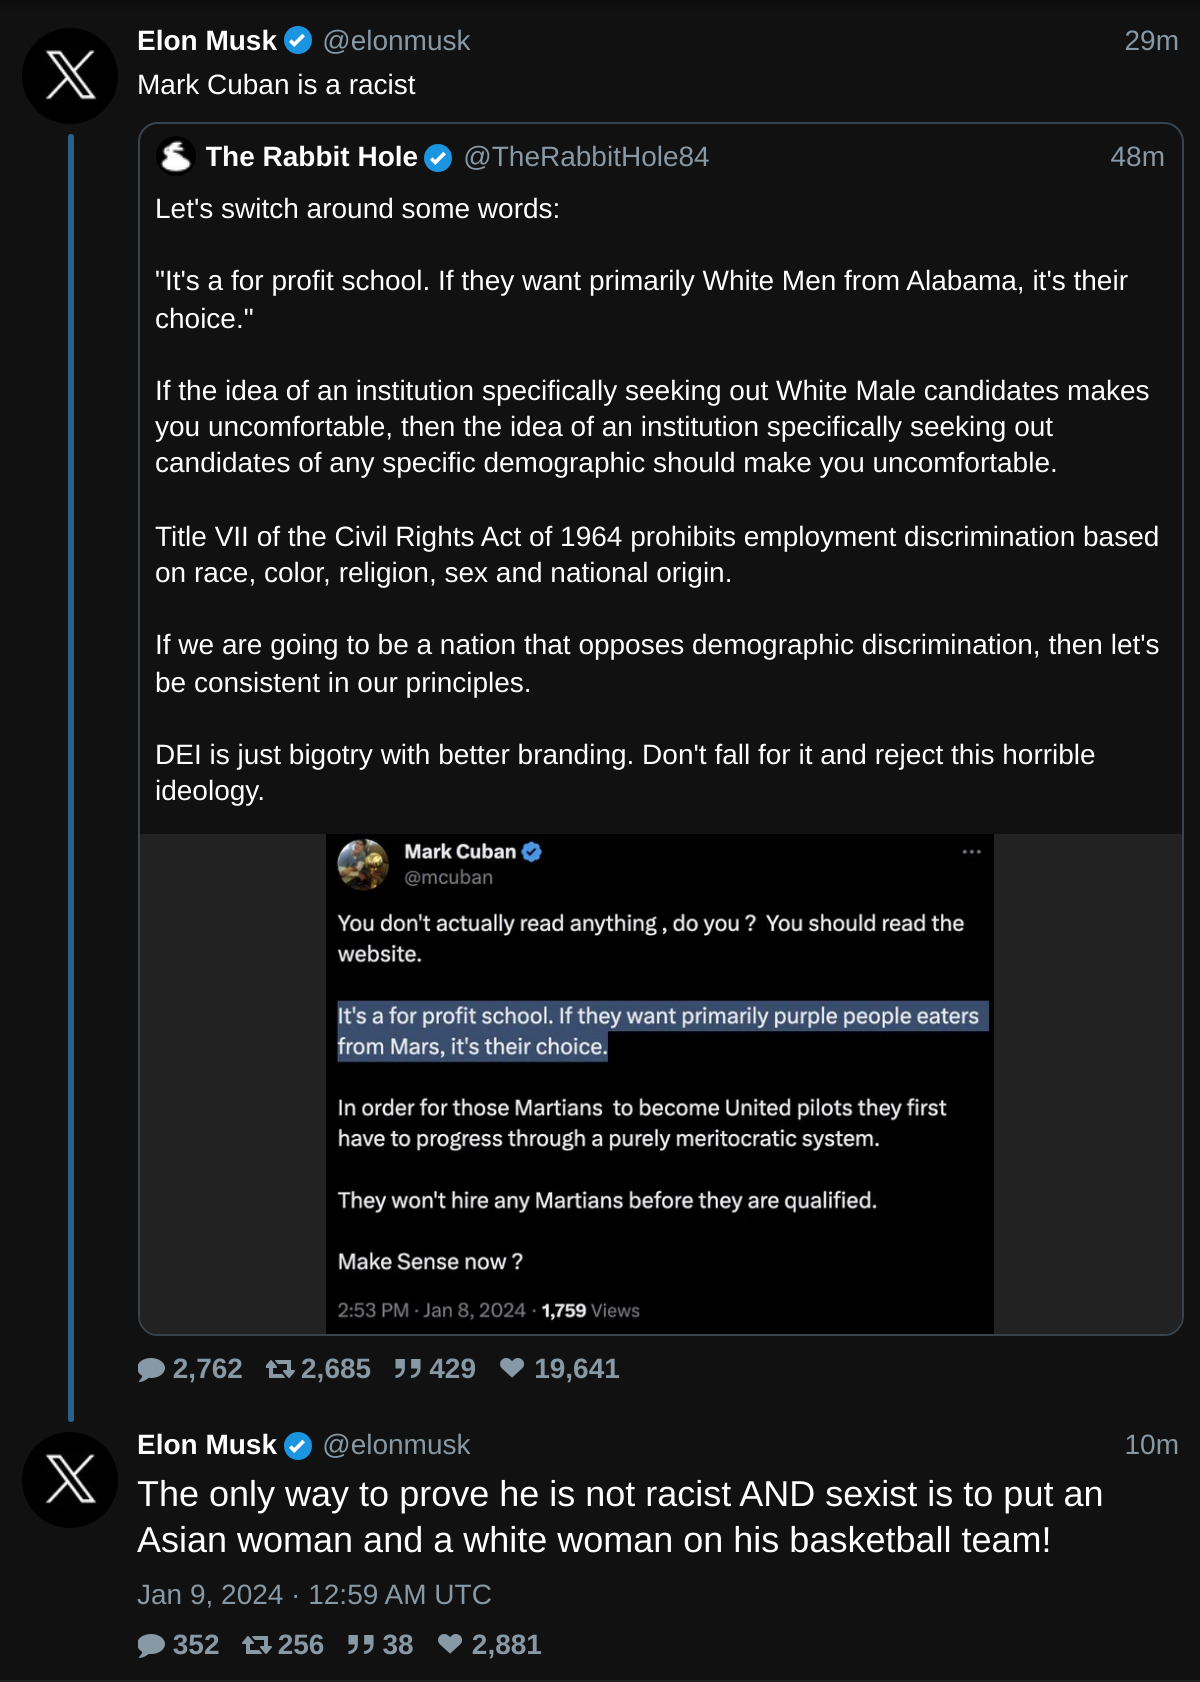 Elon Musk @elonmusk 29m
Mark Cuban is a racist
The Rabbit Hole @TheRabbitHole84 48m
Let's switch around some words:
"It's a for profit school. If they want primarily White Men from Alabama, it's their
choice."
If the idea of an institution specifically seeking out White Male candidates makes
you uncomfortable, then the idea of an institution specifically seeking out
candidates of any specific demographic should make you uncomfortable.
Title VII of the Civil Rights Act of 1964 prohibits employment discrimination based
on race, color, religion, sex and national origin.
If we are going to be a nation that opposes demographic discrimination, then let's
be consistent in our principles.
DEI is just bigotry with better branding. Don't fall for it and reject this horrible
ideology.
Mark Cuban
@mcuban
You don't actually read anything , do you ? You should read the
website.
It's a for profit school. If they want primarily purple people eaters
from Mars, it's their choice.
In order for those Martians to become United pilots they first
have to progress through a purely meritocratic system.
They won't hire any Martians before they are qualified.
Make Sense now ?
2:53 PM · Jan 8, 2024 · 1,759 Views
2,762 2,685 429 19,641
Elon Musk @elonmusk 10m
The only way to prove he is not racist AND sexist is to put an
Asian woman and a white woman on his basketball team!
Jan 9, 2024 · 12:59 AM UTC
352 256 38 2,881